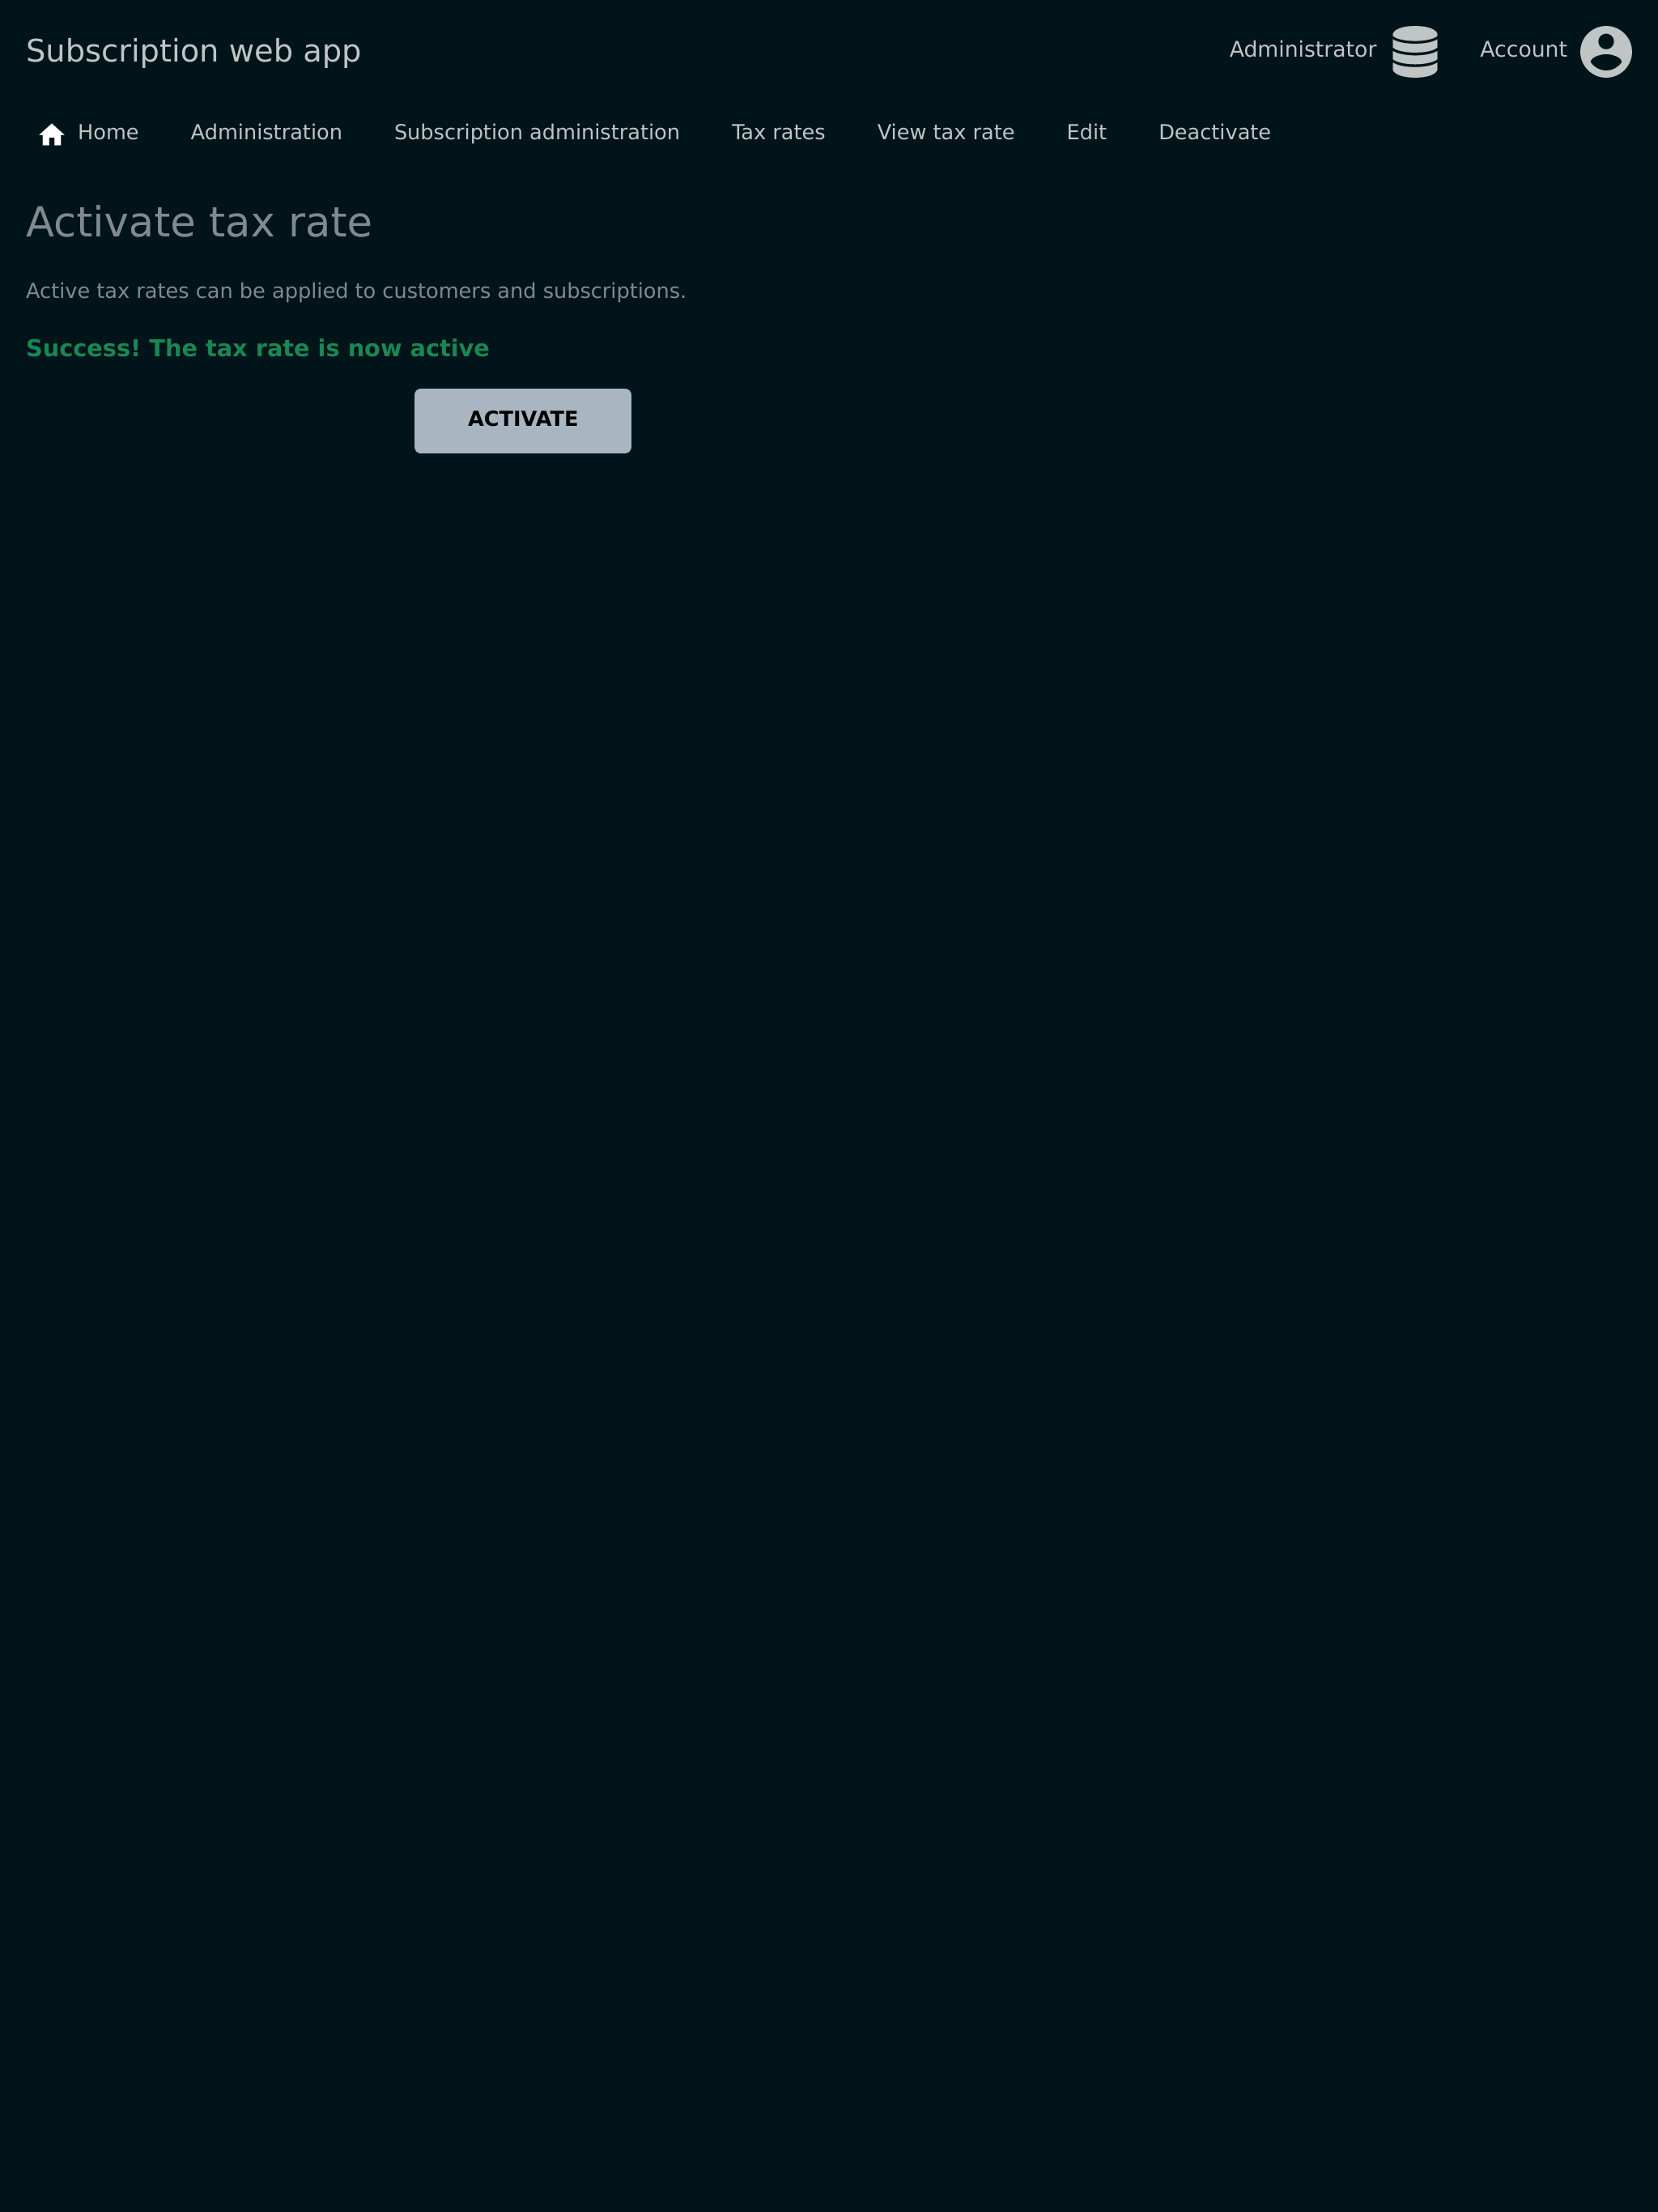 Subscription web app
Administrator
Account
Home
Administration
Subscription administration
Tax rates
View tax rate
Edit
Deactivate
Activate tax rate
Active tax rates can be applied to customers and subscriptions.
Success! The tax rate is now active
ACTIVATE